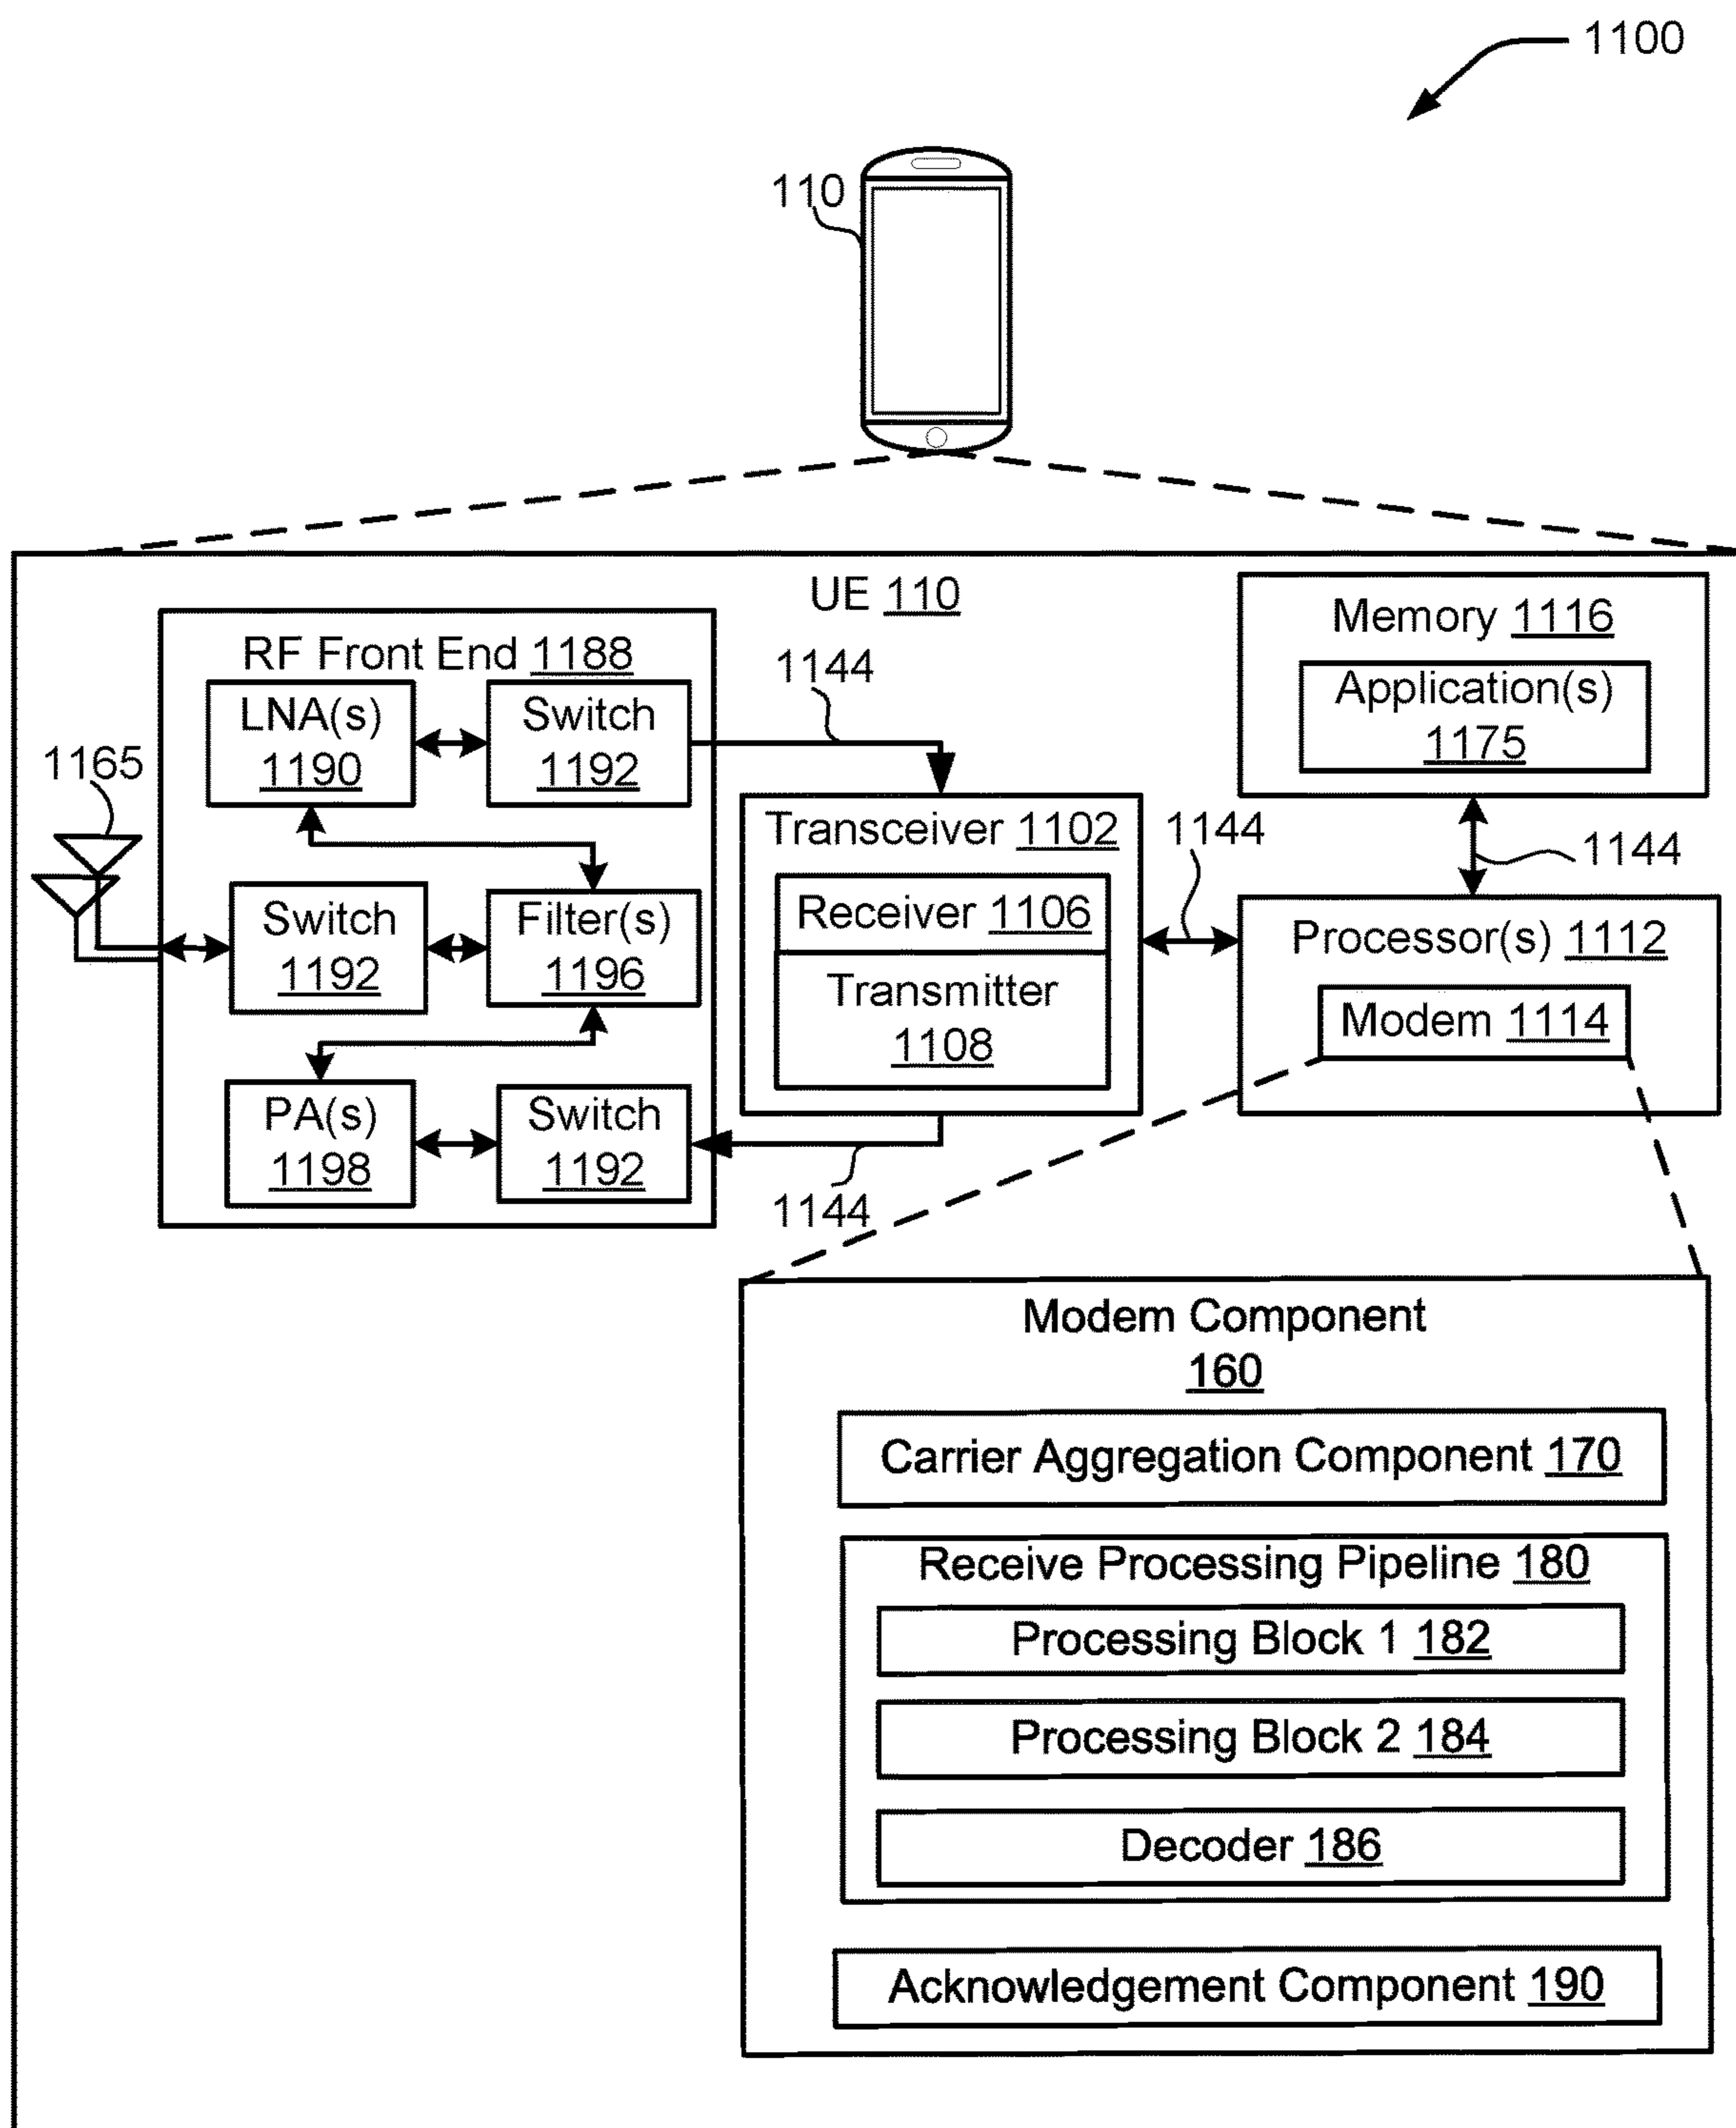 1100
110
UE 110
RF Front End 1188
LNA(s)
1190
Switch
1192
1144
1165
Switch
1192
Filter(s)
1196
PA(s)
1198
Switch
1192
1144
Transceiver 1102
Receiver 1106
Transmitter
1108
1144
Memory 1116
Application(s)
1175
1144
Processor(s) 1112
Modem 1114
Modem Component
160
Carrier Aggregation Component 170
Receive Processing Pipeline 180
Processing Block 1 182
Processing Block 2 184
Decoder 186
Acknowledgement Component 190